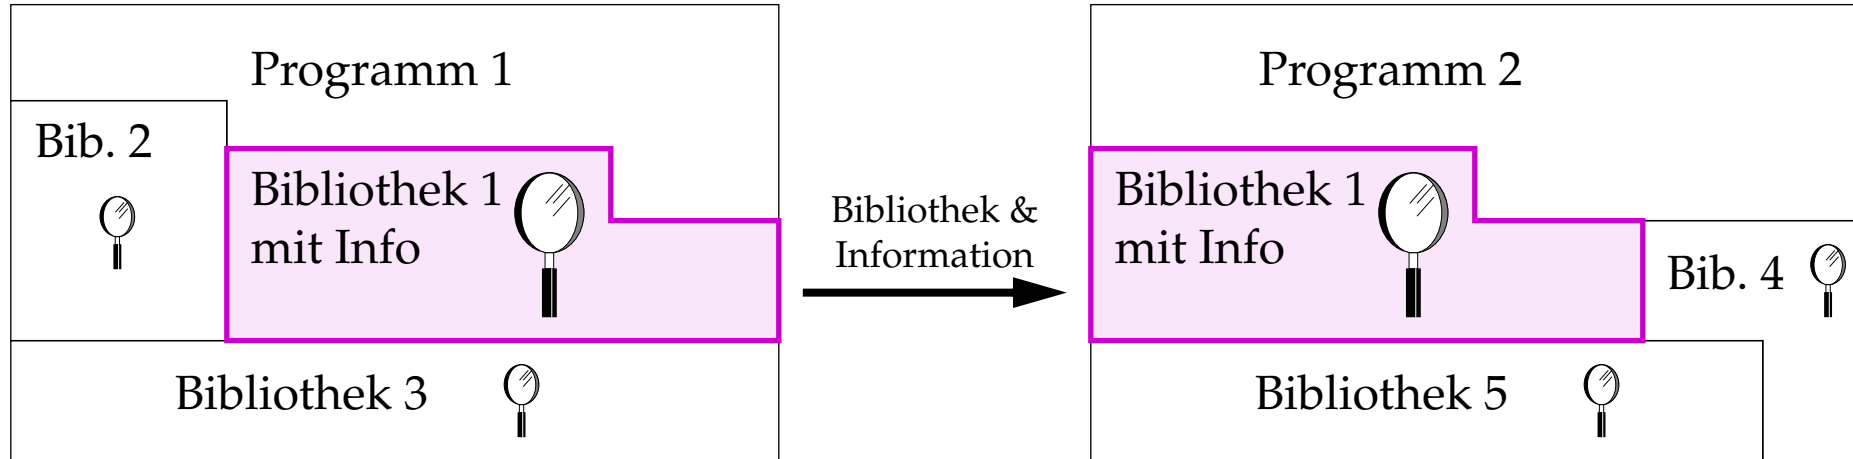 Programm 1
Bib. 2
Bibliothek 1
mit Info
Bibliothek 3
Bibliothek &
Information
Programm 2
Bibliothek 1
mit Info
Bib. 4
Bibliothek 5